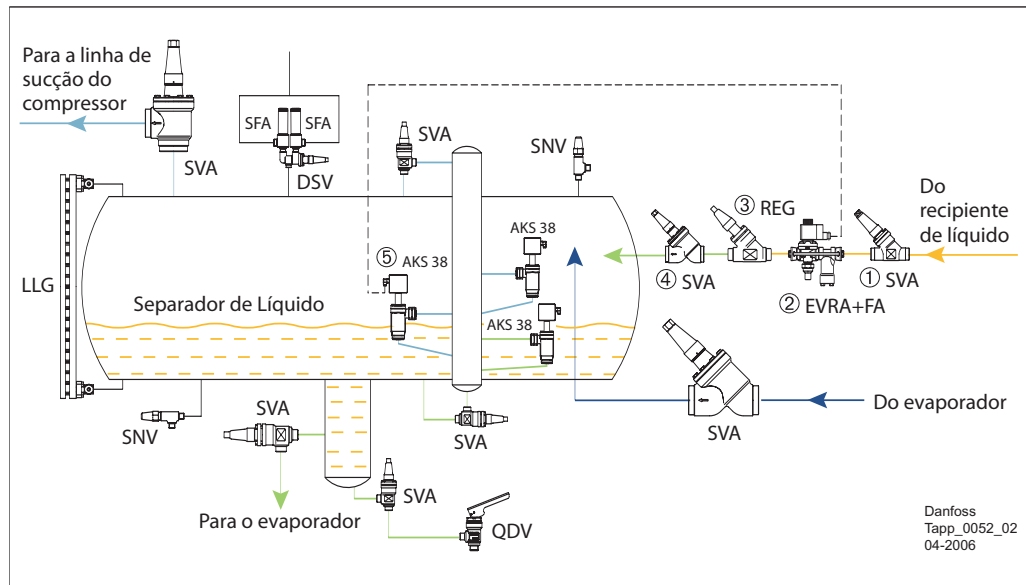 Para a linha de
sucção do
compressor
SVA
SFA
SFA
DSV
SVA
SNV
③ REG
Do
recipiente
de líquido
AKS 38
⑤ AKS 38
④ SVA
① SVA
② EVRA+FA
LLG
Separador de Líquido
AKS 38
SVA
Do evaporador
SNV
SVA
SVA
SVA
Para o evaporador
QDV
Danfoss
Tapp_0052_02
04-2006